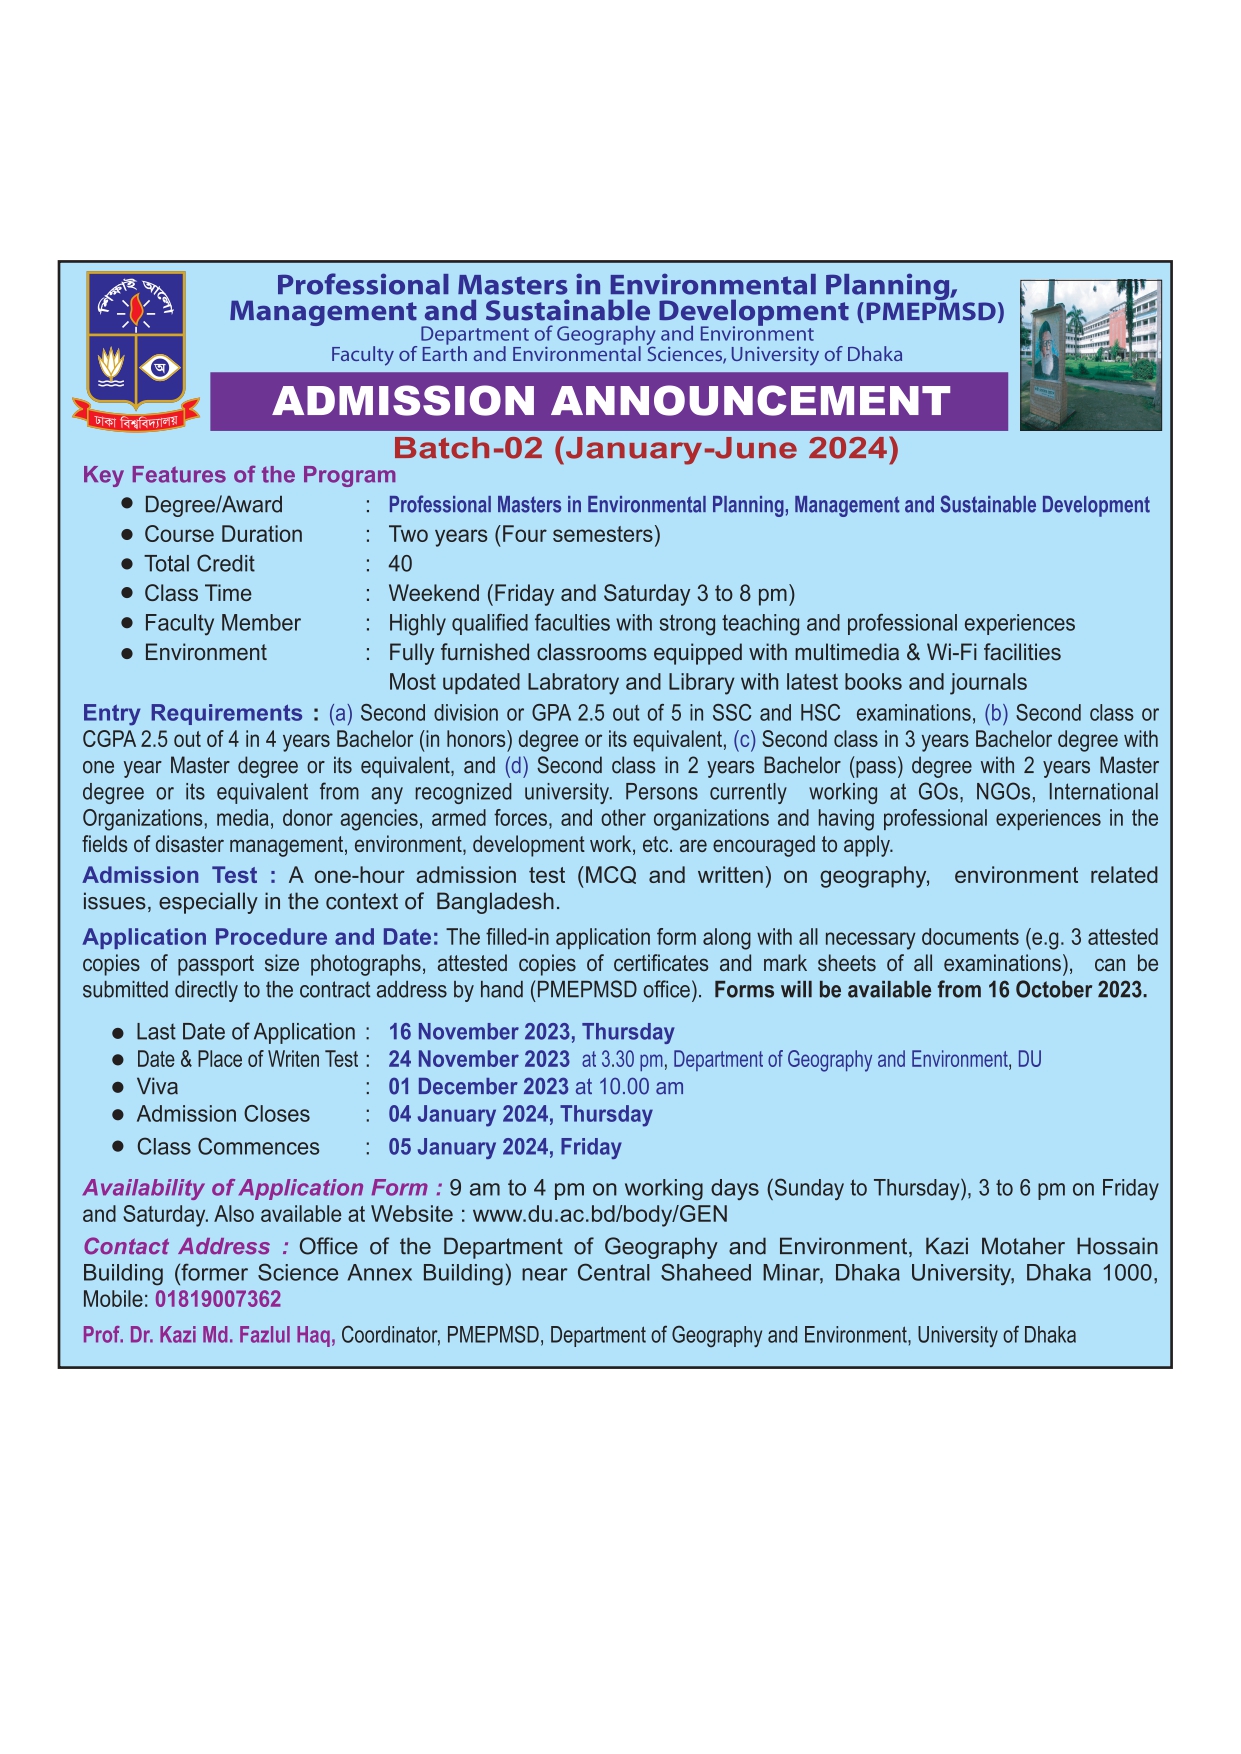 শিক্ষাই আলো
অ
ঢাকা বিশ্ববিদ্যালয়
Professional Masters in Environmental Planning,
Management and Sustainable Development (PMEPMSD)
Department of Geography and Environment
Faculty of Earth and Environmental Sciences, University of Dhaka
ADMISSION ANNOUNCEMENT
Batch-02 (January-June 2024)
Key Features of the Program
● Degree/Award : Professional Masters in Environmental Planning, Management and Sustainable Development
● Course Duration : Two years (Four semesters)
● Total Credit : 40
● Class Time : Weekend (Friday and Saturday 3 to 8 pm)
● Faculty Member : Highly qualified faculties with strong teaching and professional experiences
● Environment : Fully furnished classrooms equipped with multimedia & Wi-Fi facilities
Most updated Labratory and Library with latest books and journals
Entry Requirements : (a) Second division or GPA 2.5 out of 5 in SSC and HSC examinations, (b) Second class or
CGPA 2.5 out of 4 in 4 years Bachelor (in honors) degree or its equivalent, (c) Second class in 3 years Bachelor degree with
one year Master degree or its equivalent, and (d) Second class in 2 years Bachelor (pass) degree with 2 years Master
degree or its equivalent from any recognized university. Persons currently working at GOs, NGOs, International
Organizations, media, donor agencies, armed forces, and other organizations and having professional experiences in the
fields of disaster management, environment, development work, etc. are encouraged to apply.
Admission Test : A one-hour admission test (MCQ and written) on geography, environment related
issues, especially in the context of Bangladesh.
Application Procedure and Date: The filled-in application form along with all necessary documents (e.g. 3 attested
copies of passport size photographs, attested copies of certificates and mark sheets of all examinations), can be
submitted directly to the contract address by hand (PMEPMSD office). Forms will be available from 16 October 2023.
● Last Date of Application : 16 November 2023, Thursday
● Date & Place of Writen Test : 24 November 2023 at 3.30 pm, Department of Geography and Environment, DU
● Viva : 01 December 2023 at 10.00 am
● Admission Closes : 04 January 2024, Thursday
● Class Commences : 05 January 2024, Friday
Availability of Application Form : 9 am to 4 pm on working days (Sunday to Thursday), 3 to 6 pm on Friday
and Saturday. Also available at Website : www.du.ac.bd/body/GEN
Contact Address : Office of the Department of Geography and Environment, Kazi Motaher Hossain
Building (former Science Annex Building) near Central Shaheed Minar, Dhaka University, Dhaka 1000,
Mobile: 01819007362
Prof. Dr. Kazi Md. Fazlul Haq, Coordinator, PMEPMSD, Department of Geography and Environment, University of Dhaka